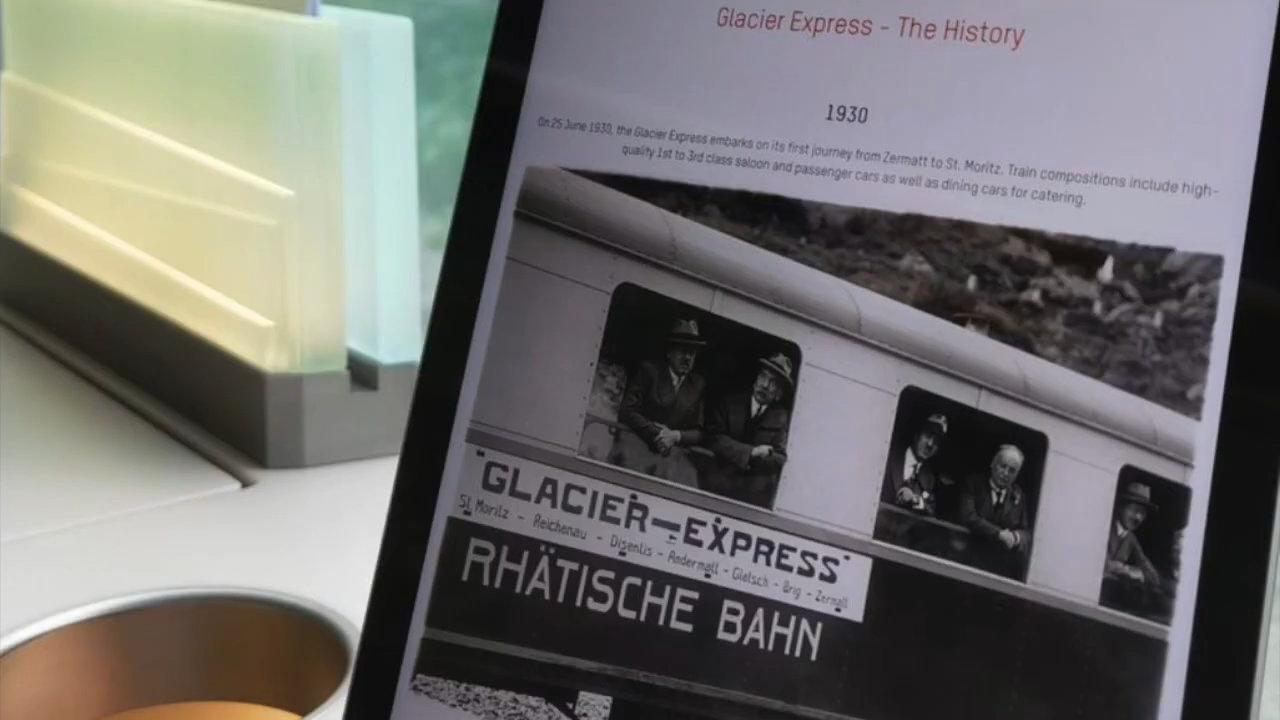 Glacier Express - The History
1930
On 25 June 1930, the Glacier Express embarks on its first journey from Zermatt to St. Moritz. Train compositions include high-
quality 1st to 3rd class saloon and passenger cars as well as dining cars for catering.
"GLACIER-EXPRESS"
St. Moritz - Reichenau - Disentis - Andermatt - Gletsch - Brig - Zermatt
RHÄTISCHE BAHN